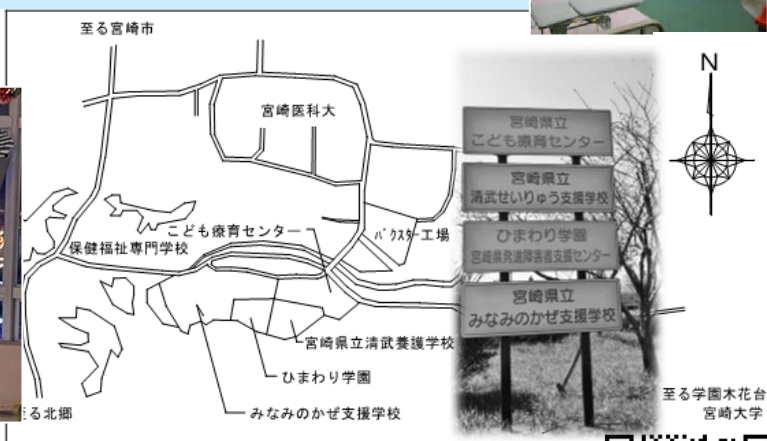 至る宮崎市
宮崎医科大
N
宮崎県立
こども療育センター
宮崎県立
清武せいりゅう支援学校
ひまわり学園
宮崎県発達障害者支援センター
宮崎県立
みなみのかぜ支援学校
こども療育センター
バクスター工場
保健福祉専門学校
宮崎県立清武養護学校
ひまわり学園
みなみのかぜ支援学校
る北郷
至る学園木花台
宮崎大学